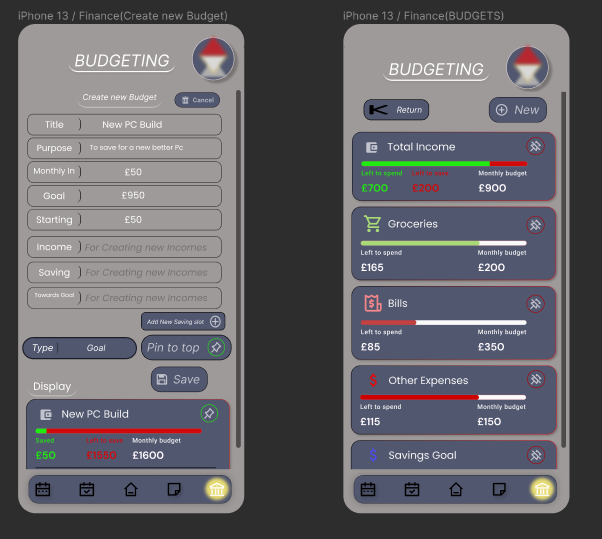 iPhone 13 / Finance(Create new Budget)
BUDGETING
Create new Budget
Cancel
Title
New PC Build
Purpose
To save for a new better Pc
Monthly In
£50
Goal
£950
Starting
£50
Income
For Creating new Incomes
Saving
For Creating new Incomes
Towards Goal
For Creating new Incomes
Add New Saving slot
Type
Goal
Pin to top
Save
Display
New PC Build
Saved
Left to save
Monthly budget
£50
£1550
£1600
iPhone 13 / Finance(BUDGETS)
BUDGETING
Return
New
Total Income
Left to spend
Left to save
Monthly budget
£700
£200
£900
Groceries
Left to spend
Monthly budget
£165
£200
Bills
Left to spend
Monthly budget
£85
£350
Other Expenses
Left to spend
Monthly budget
£115
£150
Savings Goal